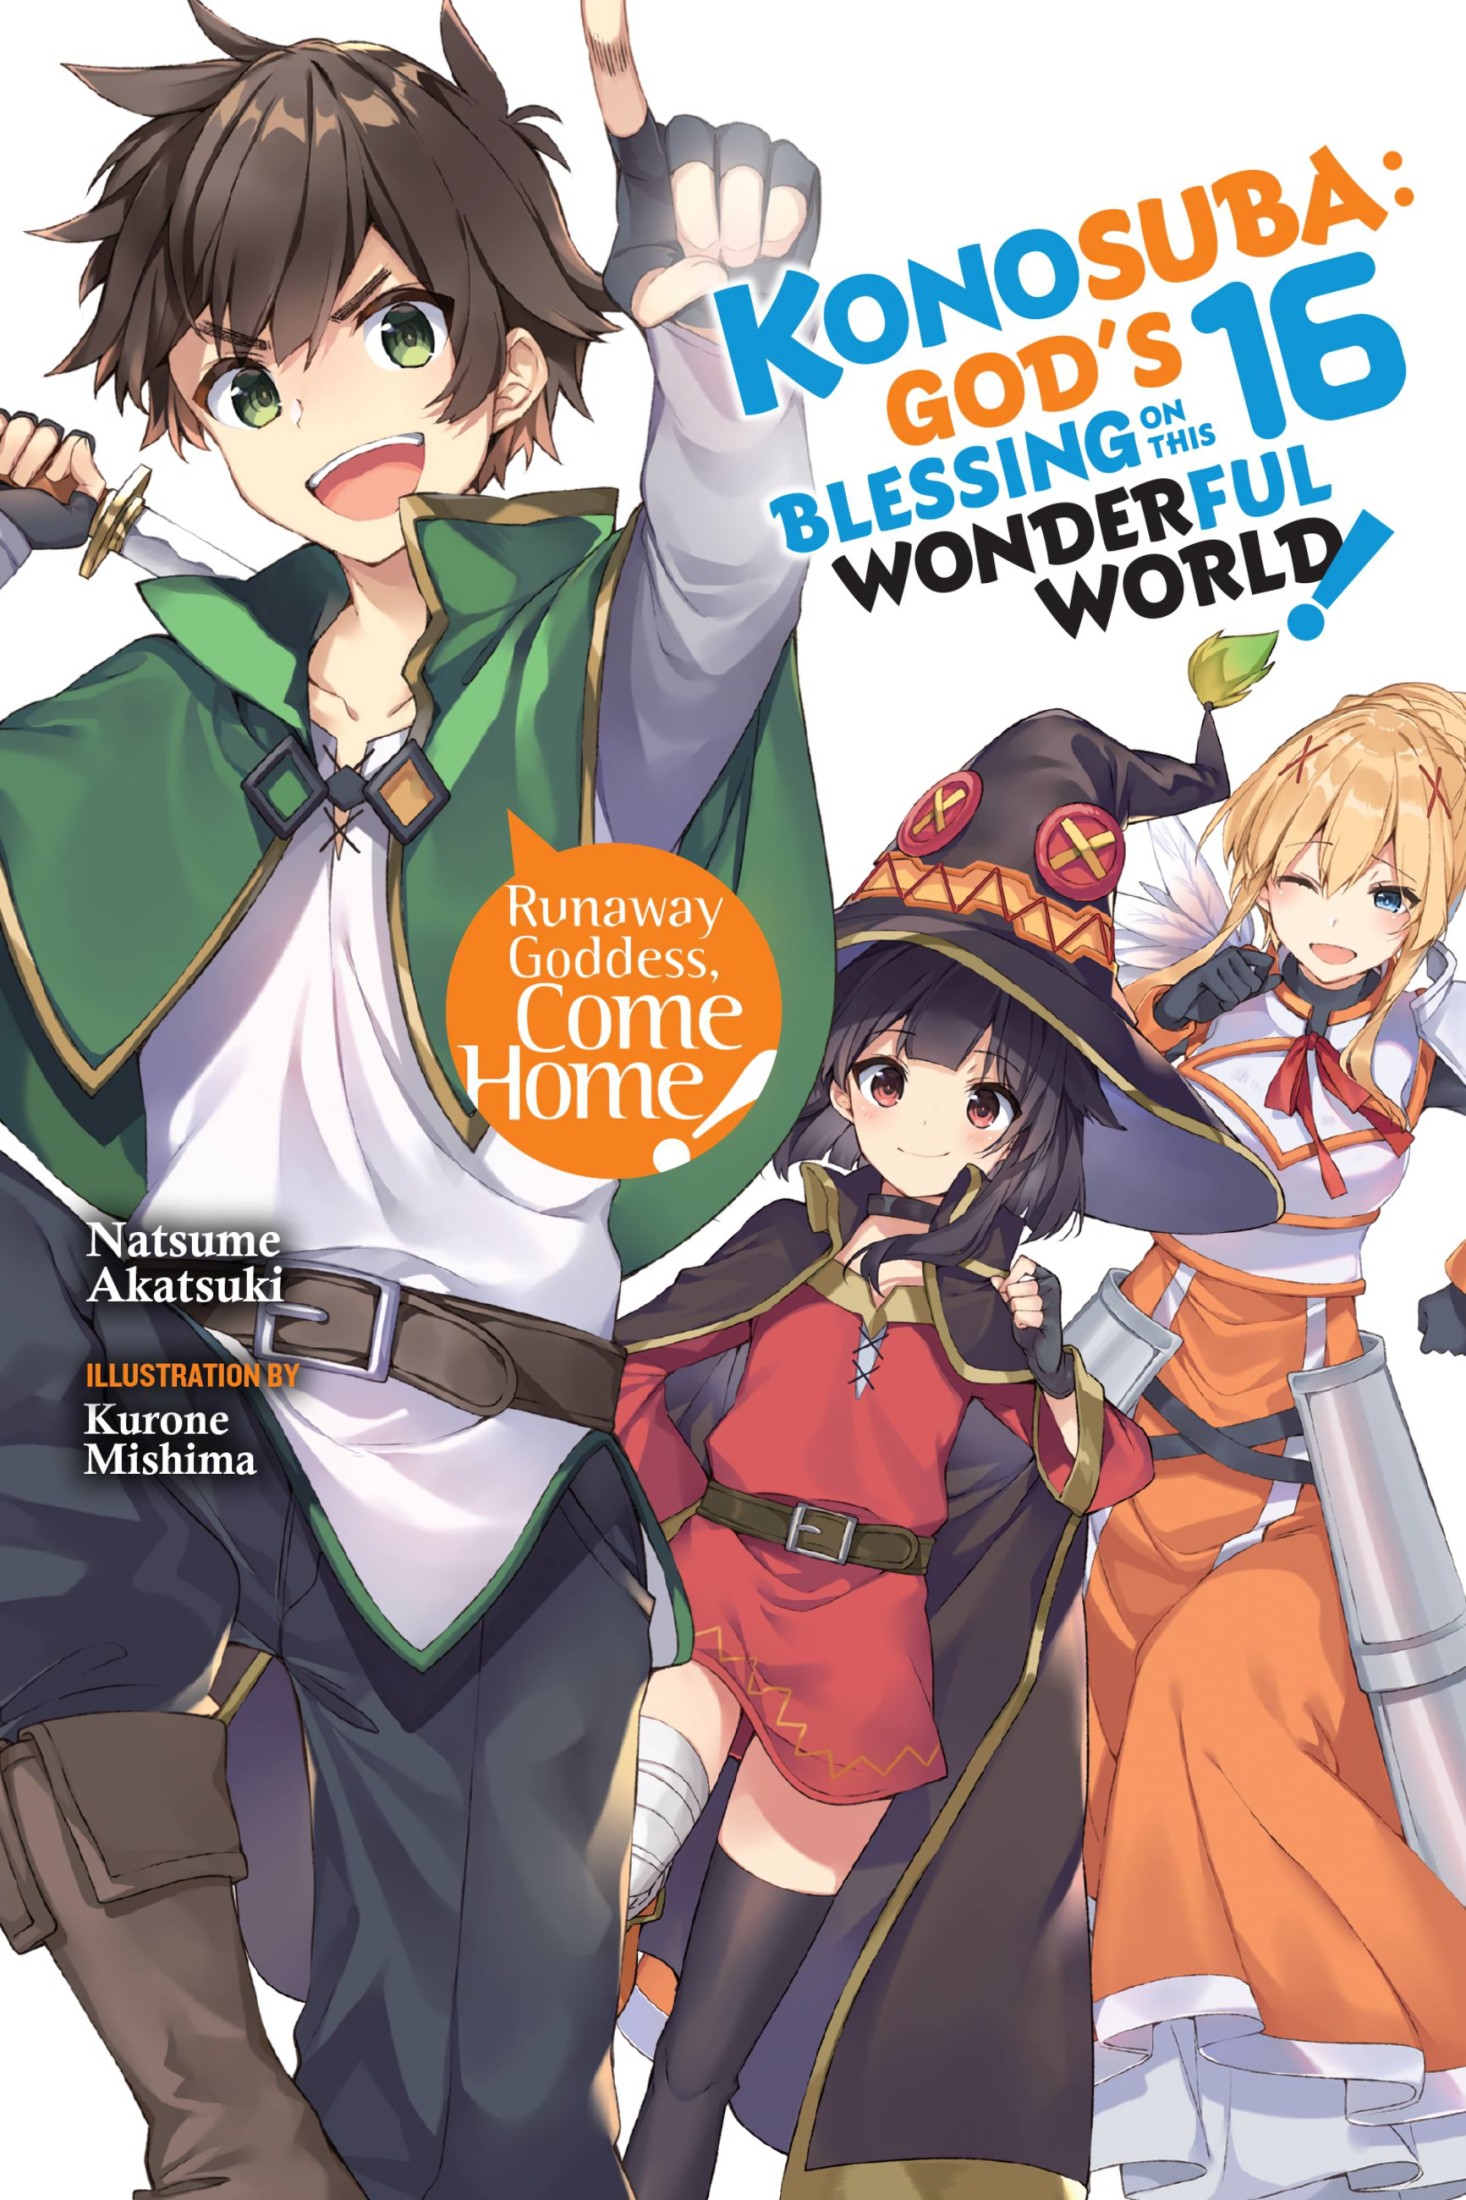 KONOSUBA:
GOD'S
BLESSING ON THIS
WONDERFUL
WORLD!
16
Runaway
Goddess,
Come
Home!
Natsume
Akatsuki
ILLUSTRATION BY
Kurone
Mishima